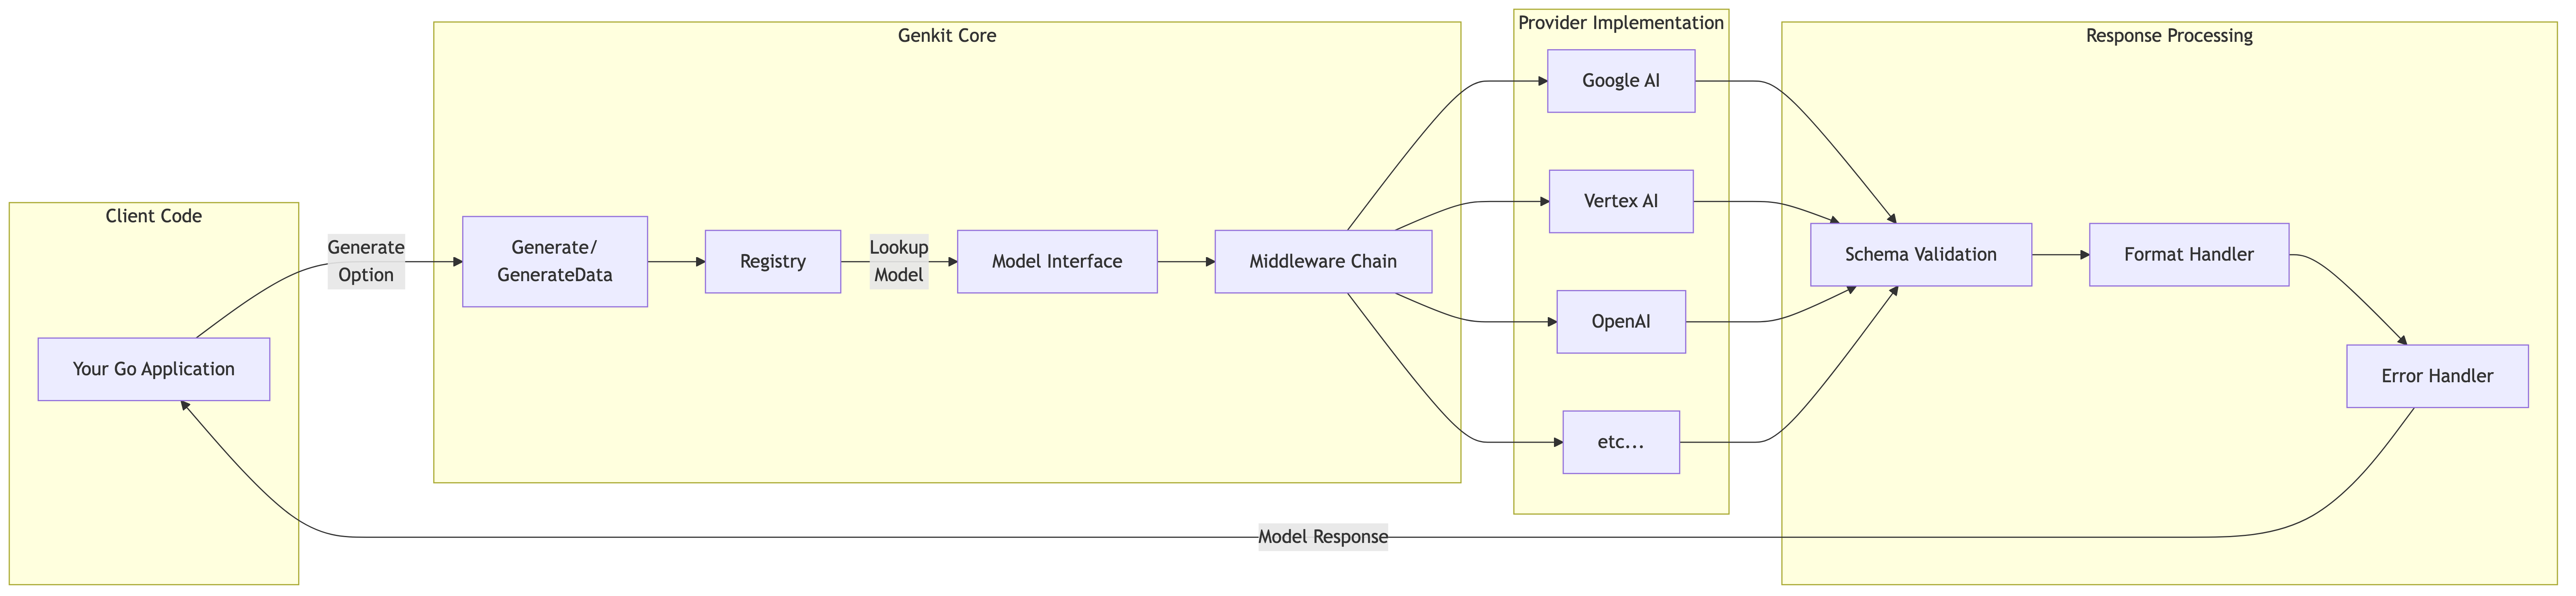 Client Code
Your Go Application
Generate
Option
Genkit Core
Generate/
GenerateData
Registry
Lookup
Model
Model Interface
Middleware Chain
Provider Implementation
Google AI
Vertex AI
OpenAI
etc...
Response Processing
Schema Validation
Format Handler
Error Handler
Model Response